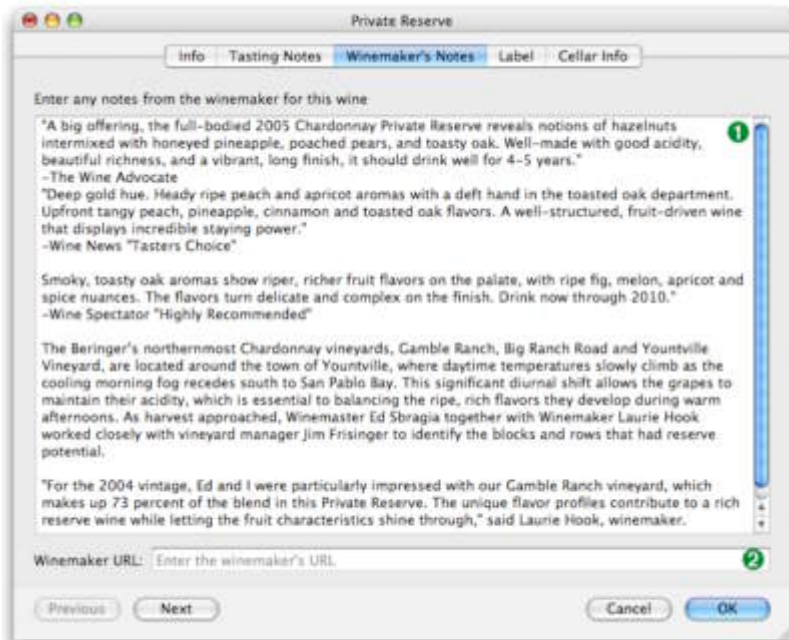 Private Reserve
Info Tasting Notes Winemaker's Notes Label Cellar Info
Enter any notes from the winemaker for this wine
"A big offering, the full-bodied 2005 Chardonnay Private Reserve reveals notions of hazelnuts
intermixed with honeyed pineapple, poached pears, and toasty oak. Well-made with good acidity,
beautiful richness, and a vibrant, long finish, it should drink well for 4-5 years."
-The Wine Advocate
"Deep gold hue. Heady ripe peach and apricot aromas with a deft hand in the toasted oak department.
Upfront tangy peach, pineapple, cinnamon and toasted oak flavors. A well-structured, fruit-driven wine
that displays incredible staying power."
-Wine News "Tasters Choice"
Smoky, toasty oak aromas show riper, richer fruit flavors on the palate, with ripe fig, melon, apricot and
spice nuances. The flavors turn delicate and complex on the finish. Drink now through 2010."
-Wine Spectator "Highly Recommended"
The Beringer's northernmost Chardonnay vineyards, Gamble Ranch, Big Ranch Road and Yountville
Vineyard, are located around the town of Yountville, where daytime temperatures slowly climb as the
cooling morning fog recedes south to San Pablo Bay. This significant diurnal shift allows the grapes to
maintain their acidity, which is essential to balancing the ripe, rich flavors they develop during warm
afternoons. As harvest approached, Winemaster Ed Sbragia together with Winemaker Laurie Hook
worked closely with vineyard manager Jim Frisinger to identify the blocks and rows that had reserve
potential.
"For the 2004 vintage, Ed and I were particularly impressed with our Gamble Ranch vineyard, which
makes up 73 percent of the blend in this Private Reserve. The unique flavor profiles contribute to a rich
reserve wine while letting the fruit characteristics shine through," said Laurie Hook, winemaker.
1
Winemaker URL: Enter the winemaker's URL 2
Previous Next Cancel OK